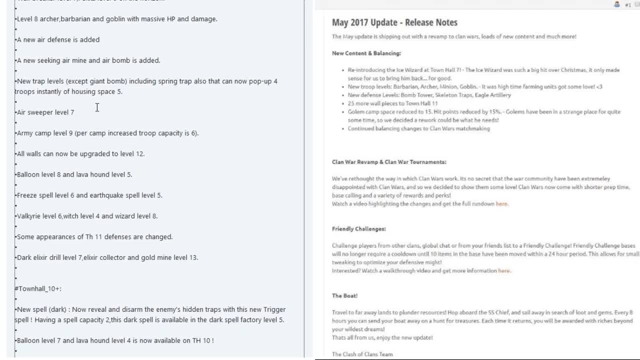 •Level 8 archer,barbarian and goblin with massive HP and damage.
•A new air defense is added
•A new seeking air mine and air bomb is added.
•New trap levels (except giant bomb) including spring trap also that can now pop-up 4
troops instantly of housing space 5.
•Air sweeper level 7
•Army camp level 9 (per camp increased troop capacity is 6).
•All walls can now be upgraded to level 12.
•Balloon level 8 and lava hound level 5.
•Freeze spell level 6 and earthquake spell level 5.
•Valkyrie level 6,witch level 4 and wizard level 8.
•Some appearances of Th 11 defenses are changed.
•Dark elixir drill level 7,elixir collector and gold mine level 13.
#Townhall_10+:
•New spell (dark) : Now reveal and disarm the enemy's hidden traps with this new Trigger
spell ! Having a spell capacity 2,this dark spell is available in the dark spell factory level 5.
•Balloon level 7 and lava hound level 4 is now available on TH 10 !
May 2017 Update - Release Notes
The May update is shipping out with a revamp to clan wars, loads of new content and much more!
New Content & Balancing:
• Re-introducing the Ice Wizard at Town Hall 7! - The Ice Wizard was such a big hit over Christmas, it only made
sense for us to bring him back... for good.
• New troop levels: Barbarian, Archer, Minion, Goblin. - It was high time farming units got some love! <3
• New defense Levels: Bomb Tower, Skeleton Traps, Eagle Artillery
• 25 more wall pieces to Town Hall 11
• Golem camp space reduced to 15. Hit points reduced by 15%. - Golems have been in a strange place for quite
some time, so we decided a rework could be what he needs!
• Continued balancing changes to Clan Wars matchmaking
Clan War Revamp & Clan War Tournaments:
We've rethought the way in which Clan Wars work. Its no secret that the war community have been extremeley
disappointed with Clan Wars, and so we decided to show them some love! Clan Wars now come with shorter prep time,
base calling and a variety of rewards and perks!
Watch a video highlighting the changes and get the full rundown here.
Friendly Challenges:
Challenge players from other clans, global chat or from your Friends list to a Friendly Challenge! Friendly Challenge bases
will no longer require a cooldown until 10 items in the base have been moved within a 24 hour period. This allows for small
tweaking to optimize your defensive might!
Interested? Watch a walkthrough video and get more information here.
The Boat!
Travel to far away lands to plunder resources! Hop aboard the SS Chief, and sail away in search of loot and gems. Every 8
hours you can send your boat away on a hunt for treasures. Each time it returns, you will be awarded with riches beyond
your wildest dreams!
Thats all from us, enjoy the new update!
The Clash of Clans Team